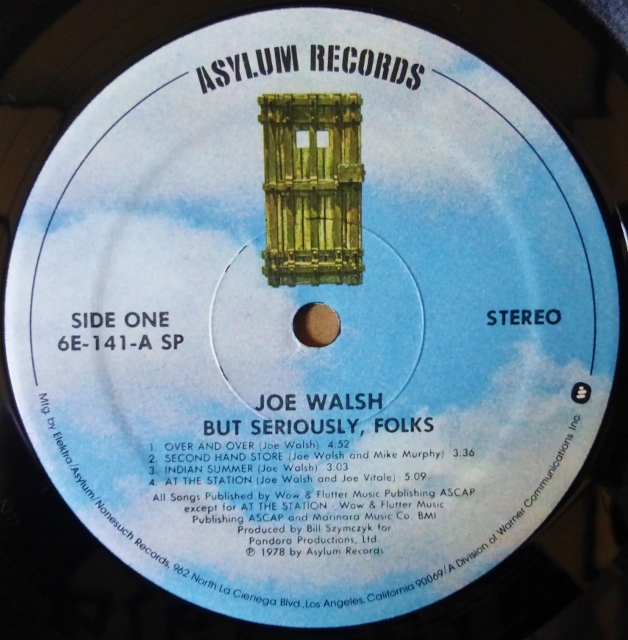 ASYLUM RECORDS
SIDE ONE
6E-141-A SP
STEREO
JOE WALSH
BUT SERIOUSLY, FOLKS
1. OVER AND OVER (Joe Walsh) 4:52
2. SECOND HAND STORE (Joe Walsh and Mike Murphy) 3:36
3. INDIAN SUMMER (Joe Walsh) 3:03
4. AT THE STATION (Joe Walsh and Joe Vitale) 5:09
All Songs Published by Wow & Flutter Music Publishing ASCAP
except for AT THE STATION - Wow & Flutter Music
Publishing ASCAP and Marinara Music Co. BMI
Produced by Bill Szymczyk for
Pandora Productions, Ltd.
℗ 1978 by Asylum Records
Mfg. by Elektra/Asylum/Nonesuch Records, 962 North La Cienega Blvd., Los Angeles, California 90069/A Division of Warner Communications Inc.